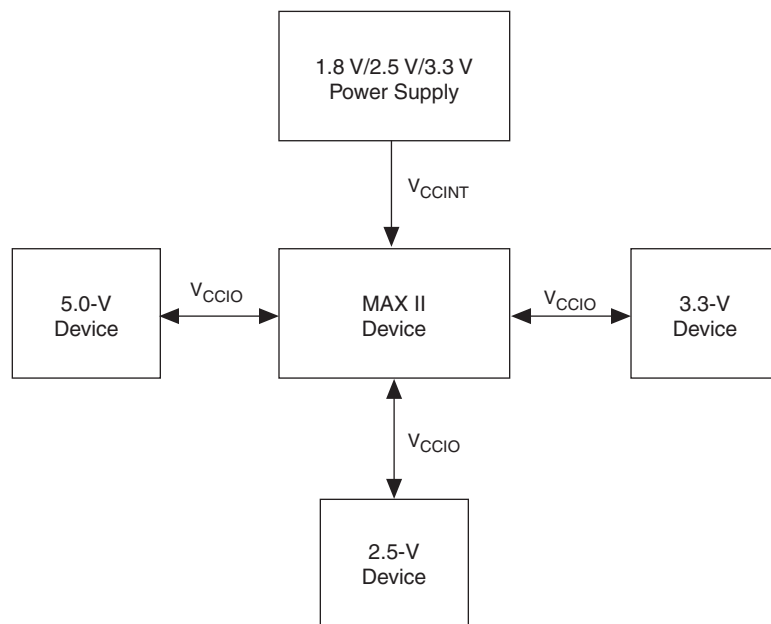 1.8 V/2.5 V/3.3 V
Power Supply
VCCINT
5.0-V
Device
VCCIO
MAX II
Device
VCCIO
3.3-V
Device
VCCIO
2.5-V
Device